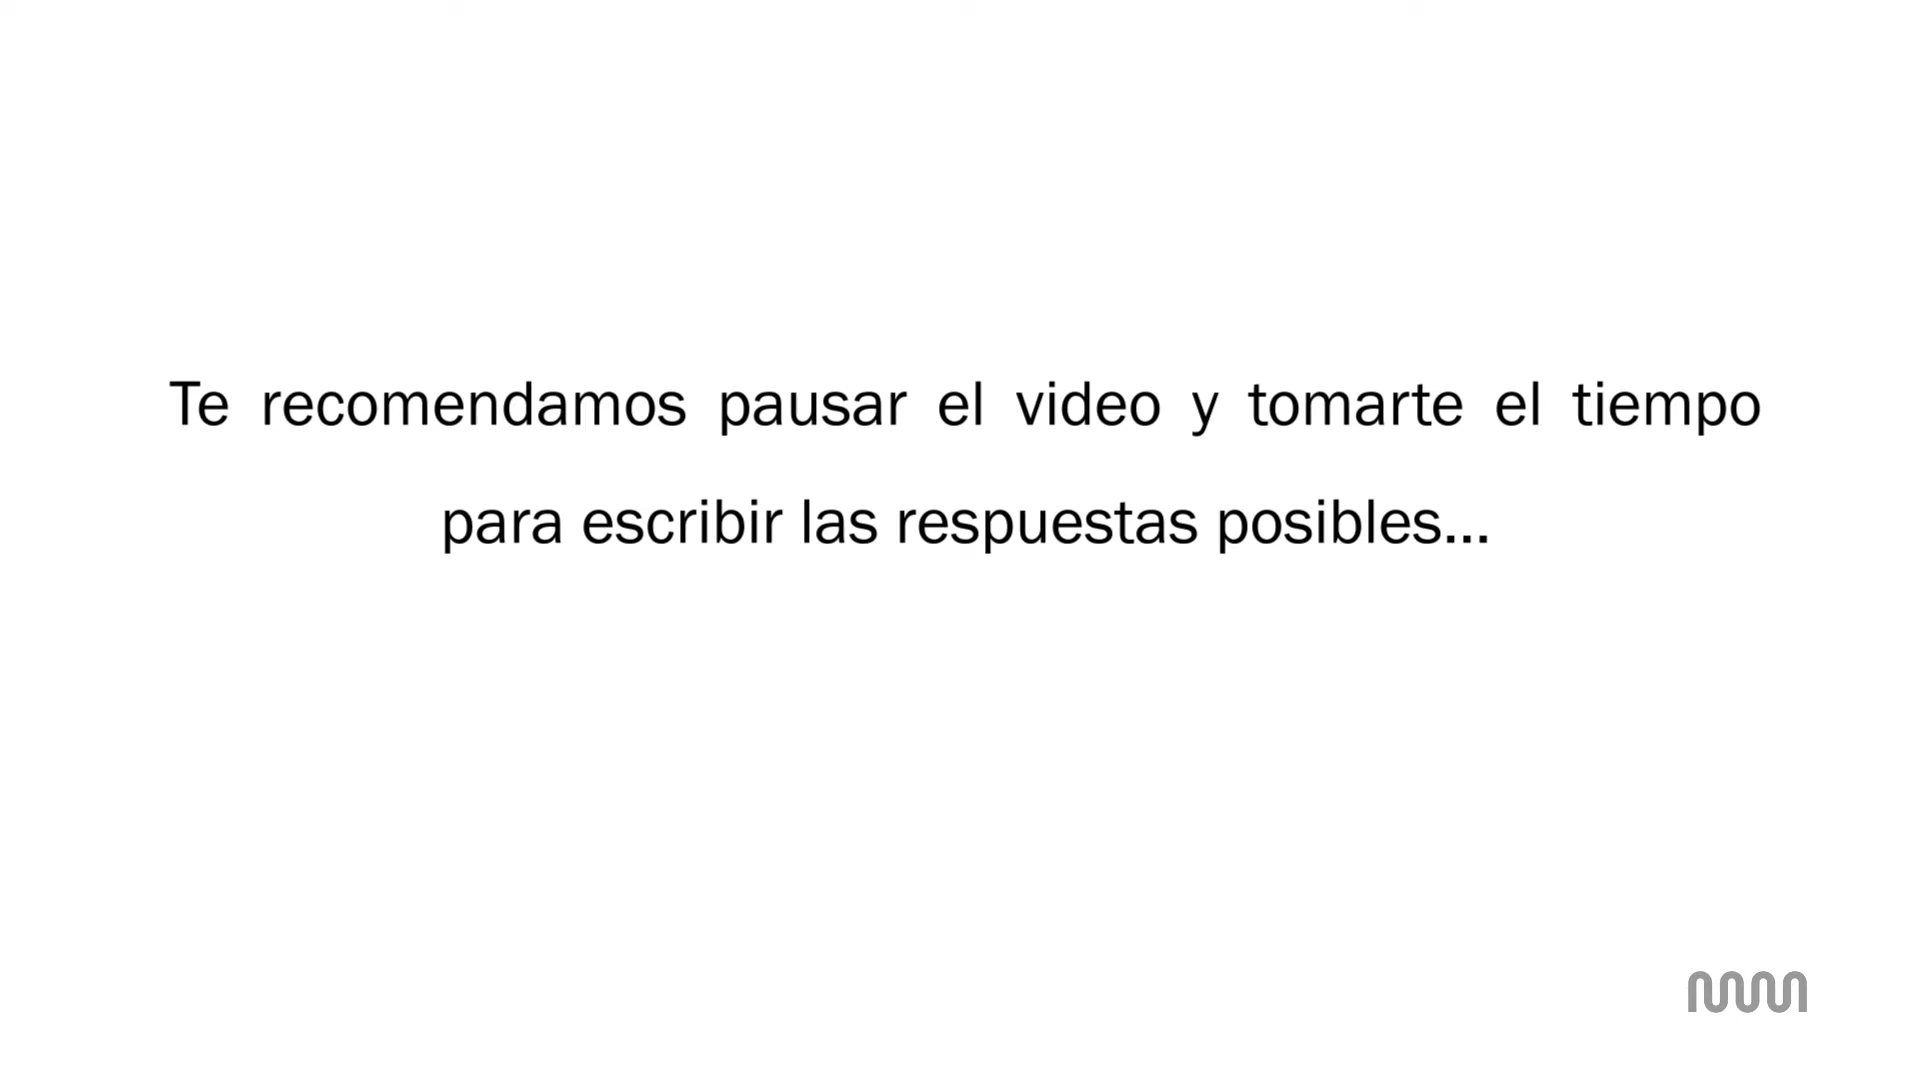 Te recomendamos pausar el video y tomarte el tiempo
para escribir las respuestas posibles...